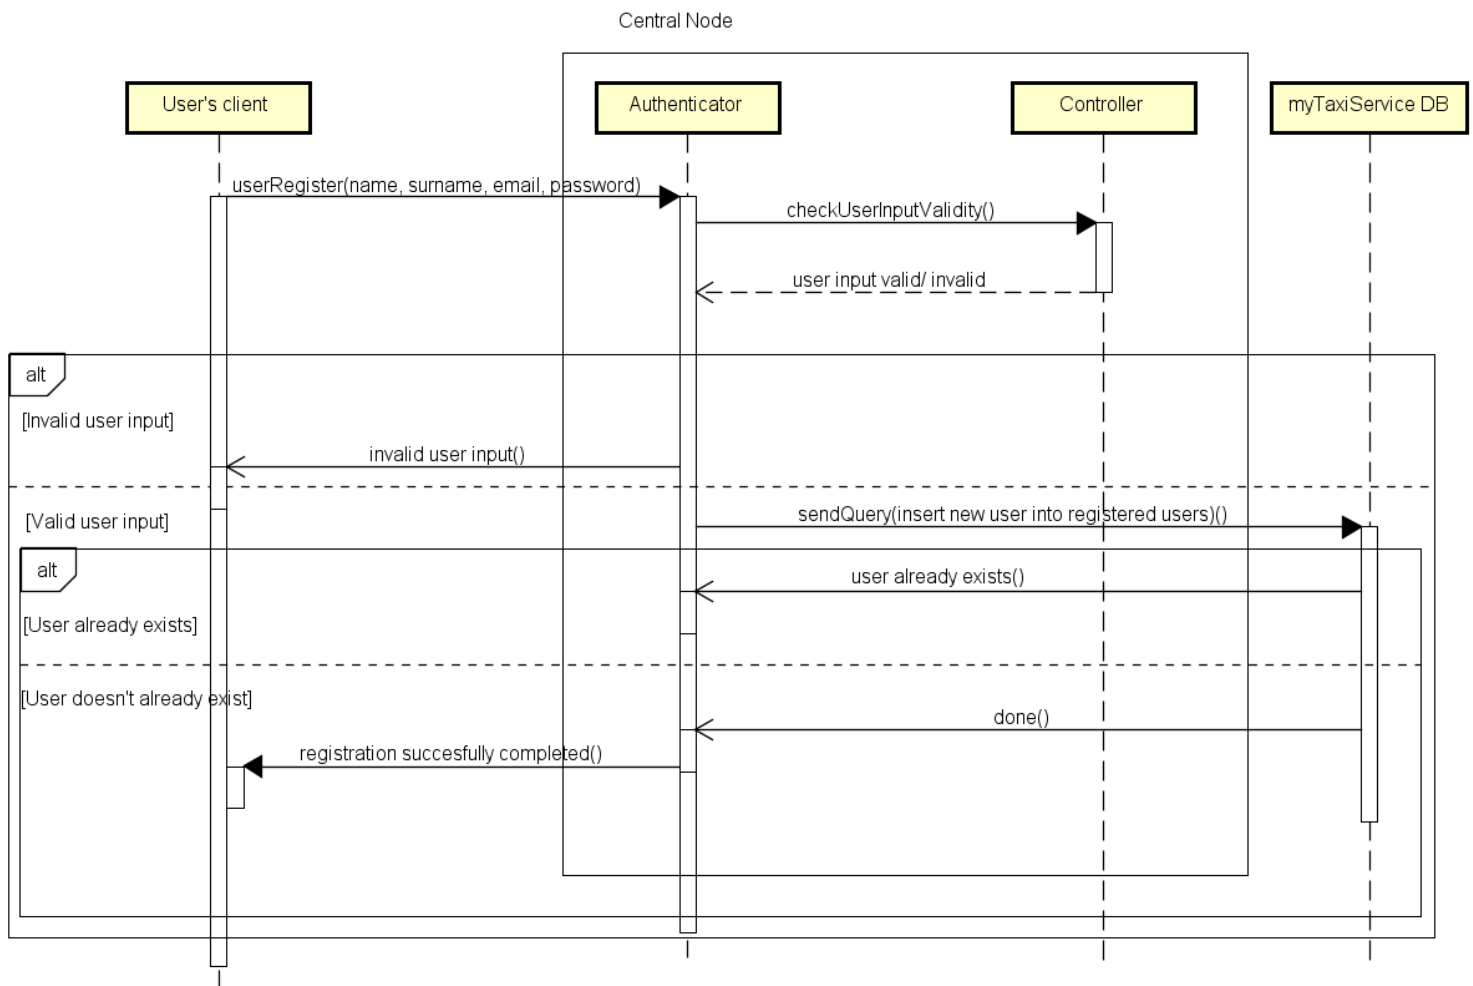 Central Node
User's client
Authenticator
Controller
myTaxiService DB
userRegister(name, surname, email, password)
checkUserInputValidity()
user input valid/ invalid
alt
[Invalid user input]
invalid user input()
[Valid user input]
sendQuery(insert new user into registered users)()
alt
user already exists()
[User already exists]
[User doesn't already exist]
done()
registration succesfully completed()